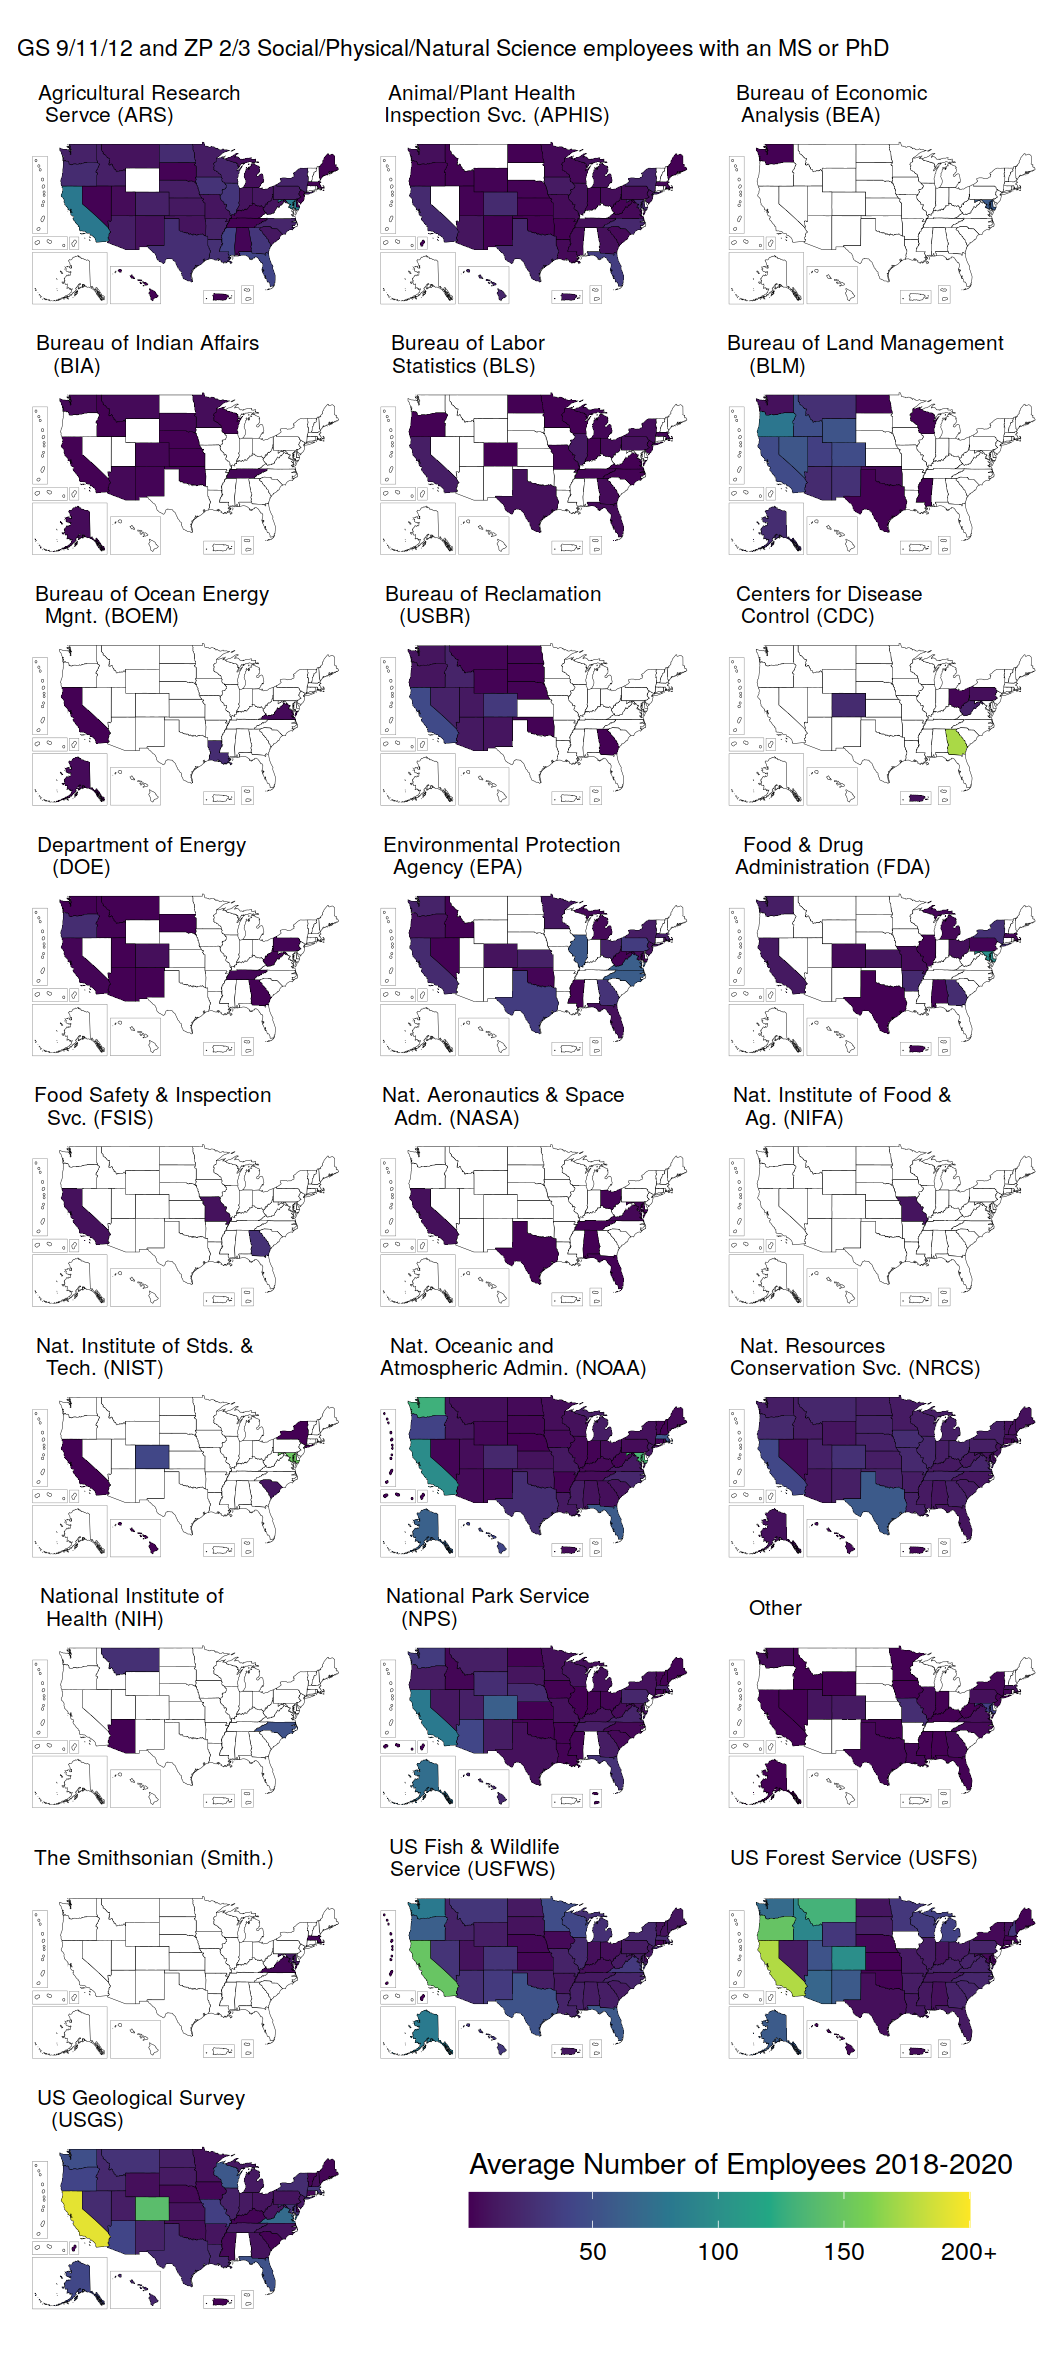 GS 9/11/12 and ZP 2/3 Social/Physical/Natural Science employees with an MS or PhD
Agricultural Research
Servce (ARS)
Animal/Plant Health
Inspection Svc. (APHIS)
Bureau of Economic
Analysis (BEA)
Bureau of Indian Affairs
(BIA)
Bureau of Labor
Statistics (BLS)
Bureau of Land Management
(BLM)
Bureau of Ocean Energy
Mgnt. (BOEM)
Bureau of Reclamation
(USBR)
Centers for Disease
Control (CDC)
Department of Energy
(DOE)
Environmental Protection
Agency (EPA)
Food & Drug
Administration (FDA)
Food Safety & Inspection
Svc. (FSIS)
Nat. Aeronautics & Space
Adm. (NASA)
Nat. Institute of Food &
Ag. (NIFA)
Nat. Institute of Stds. &
Tech. (NIST)
Nat. Oceanic and
Atmospheric Admin. (NOAA)
Nat. Resources
Conservation Svc. (NRCS)
National Institute of
Health (NIH)
National Park Service
(NPS)
Other
The Smithsonian (Smith.)
US Fish & Wildlife
Service (USFWS)
US Forest Service (USFS)
US Geological Survey
(USGS)
Average Number of Employees 2018-2020
50 100 150 200+